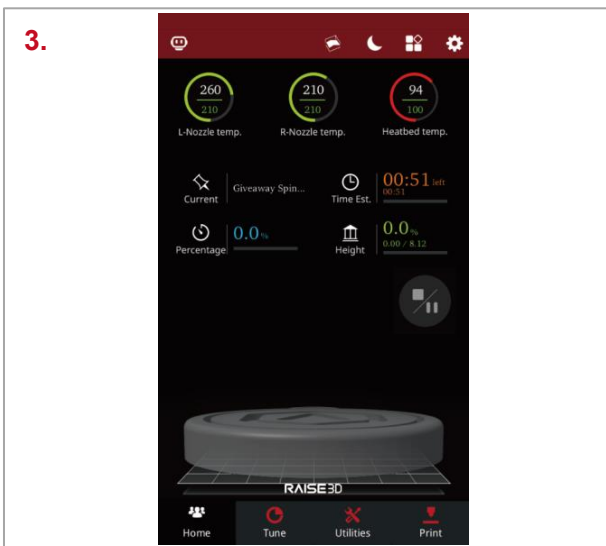 3.
260 210 94
210 210 100
L-Nozzle temp. R-Nozzle temp. Heatbed temp.
Current Giveaway Spin... Time Est. 00:51 left
00:51
Percentage 0.0% Height 0.0%
0.00 / 8.12
RAISE3D
Home Tune Utilities Print